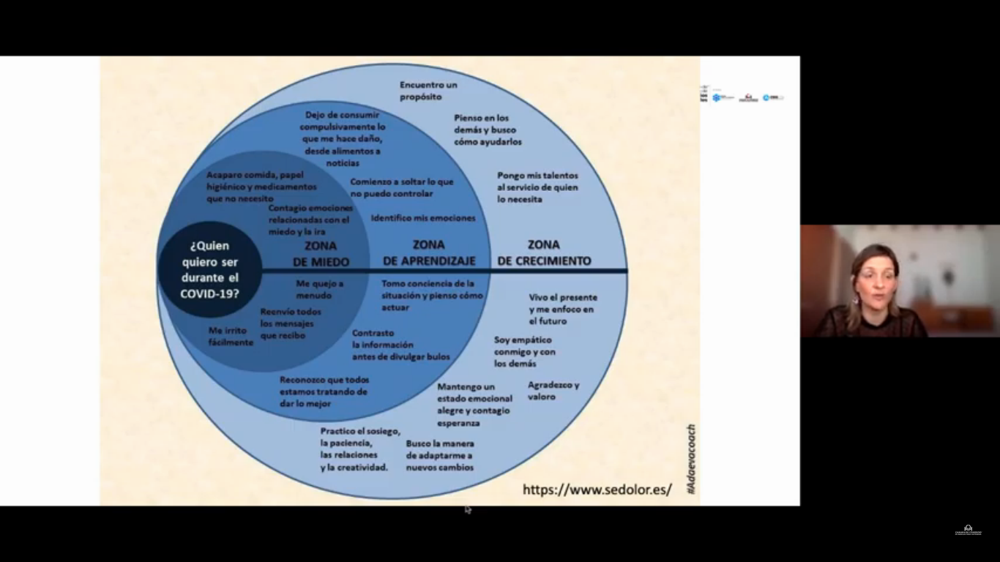 Encuentro un
propósito
Pienso en los
demás y busco
cómo ayudarlos
Pongo mis talentos
al servicio de quien
lo necesita
Dejo de consumir
compulsivamente lo
que me hace daño,
desde alimentos a
noticias
Comienzo a soltar lo que
no puedo controlar
Identifico mis emociones
Acaparo comida, papel
higiénico y medicamentos
que no necesito
Contagio emociones
relacionadas con el
miedo y la ira
¿Quien
quiero ser
durante el
COVID-19?
ZONA
DE MIEDO
ZONA
DE APRENDIZAJE
ZONA
DE CRECIMIENTO
Me quejo a
menudo
Reenvío todos
los mensajes
que recibo
Me irrito
fácilmente
Tomo conciencia de la
situación y pienso cómo
actuar
Contrasto
la información
antes de divulgar bulos
Reconozco que todos
estamos tratando de
dar lo mejor
Vivo el presente
y me enfoco en
el futuro
Soy empático
conmigo y con
los demás
Agradezco y
valoro
Mantengo un
estado emocional
alegre y contagio
esperanza
Practico el sosiego,
la paciencia,
las relaciones
y la creatividad.
Busco la manera
de adaptarme a
nuevos cambios
https://www.sedolor.es/
#Adaevacoach